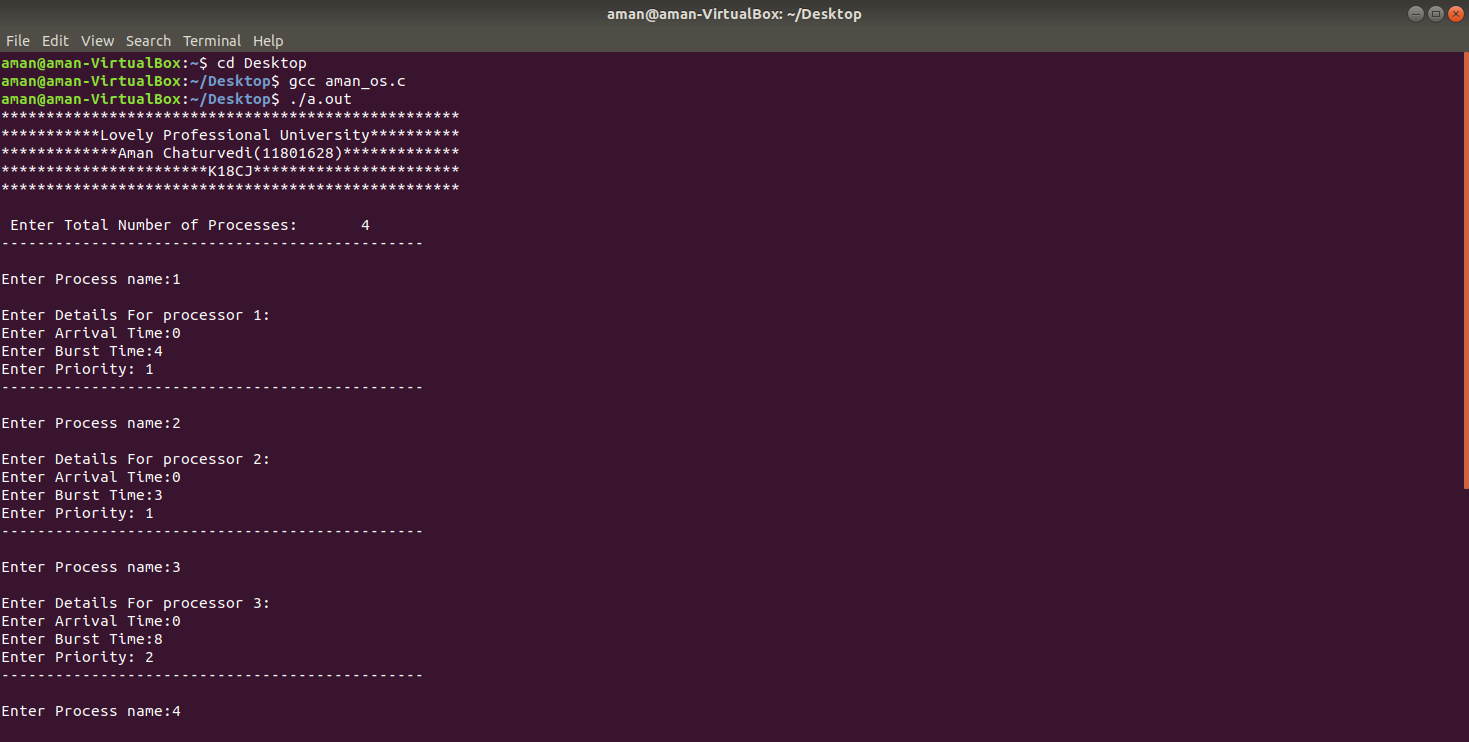 aman@aman-VirtualBox: ~/Desktop
File Edit View Search Terminal Help
aman@aman-VirtualBox:~$ cd Desktop
aman@aman-VirtualBox:~/Desktop$ gcc aman_os.c
aman@aman-VirtualBox:~/Desktop$ ./a.out
***************************************************
***********Lovely Professional University**********
*************Aman Chaturvedi(11801628)*************
***********************K18CJ***********************
***************************************************
Enter Total Number of Processes:       4
-----------------------------------------------
Enter Process name:1
Enter Details For processor 1:
Enter Arrival Time:0
Enter Burst Time:4
Enter Priority: 1
-----------------------------------------------
Enter Process name:2
Enter Details For processor 2:
Enter Arrival Time:0
Enter Burst Time:3
Enter Priority: 1
-----------------------------------------------
Enter Process name:3
Enter Details For processor 3:
Enter Arrival Time:0
Enter Burst Time:8
Enter Priority: 2
-----------------------------------------------
Enter Process name:4